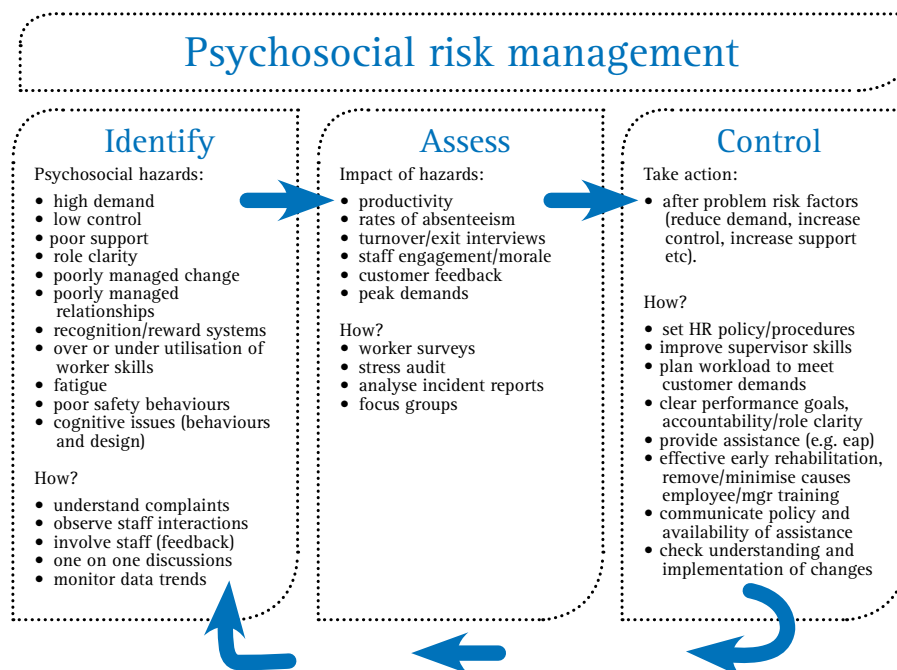 Psychosocial risk management
Identify
Psychosocial hazards:
• high demand
• low control
• poor support
• role clarity
• poorly managed change
• poorly managed
relationships
• recognition/reward systems
• over or under utilisation of
worker skills
• fatigue
• poor safety behaviours
• cognitive issues (behaviours
and design)
How?
• understand complaints
• observe staff interactions
• involve staff (feedback)
• one on one discussions
• monitor data trends
Assess
Impact of hazards:
• productivity
• rates of absenteeism
• turnover/exit interviews
• staff engagement/morale
• customer feedback
• peak demands
How?
• worker surveys
• stress audit
• analyse incident reports
• focus groups
Control
Take action:
• after problem risk factors
(reduce demand, increase
control, increase support
etc).
How?
• set HR policy/procedures
• improve supervisor skills
• plan workload to meet
customer demands
• clear performance goals,
accountability/role clarity
• provide assistance (e.g. eap)
• effective early rehabilitation,
remove/minimise causes
employee/mgr training
• communicate policy and
availability of assistance
• check understanding and
implementation of changes